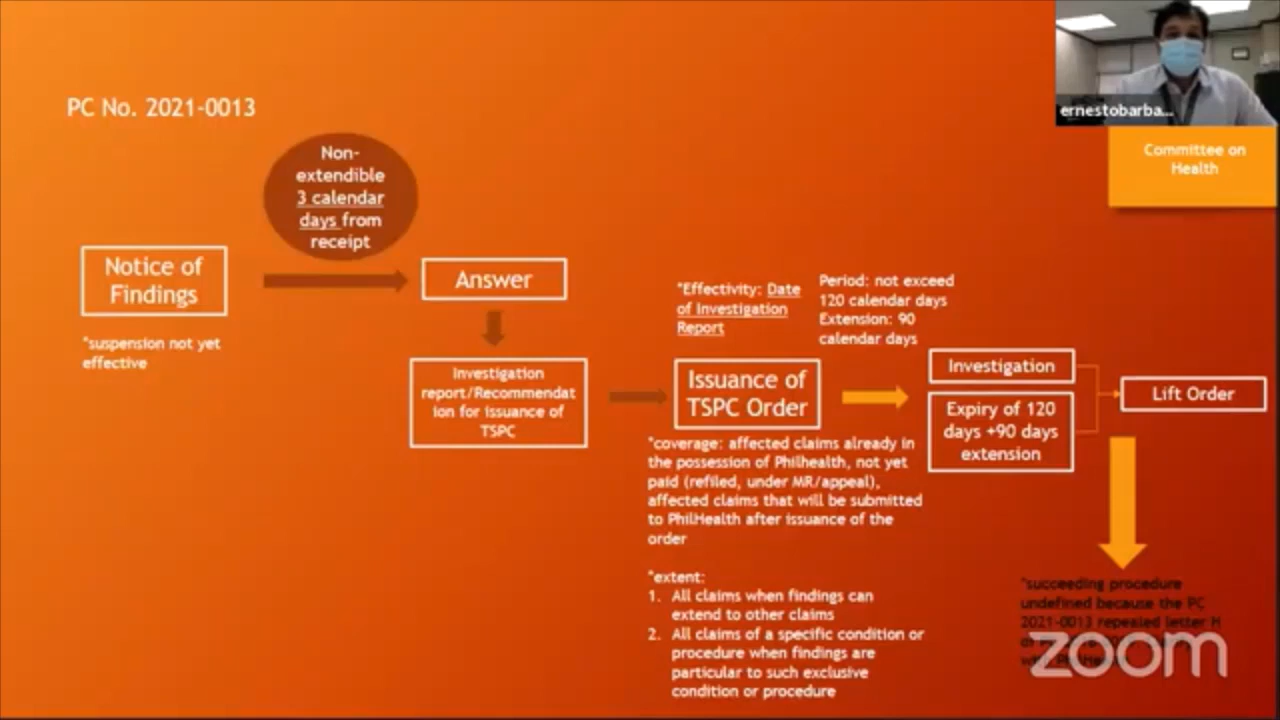 ernestobarba...
Committee on
Health
PC No. 2021-0013
Non-
extendible
3 calendar
days from
receipt
Notice of
Findings
*suspension not yet
effective
Answer
Investigation
report/Recommendat
ion for issuance of
TSPC
*Effectivity: Date
of Investigation
Report
Period: not exceed
120 calendar days
Extension: 90
calendar days
Issuance of
TSPC Order
*coverage: affected claims already in
the possession of Philhealth, not yet
paid (refiled, under MR/appeal),
affected claims that will be submitted
to PhilHealth after issuance of the
order
*extent:
1. All claims when findings can
extend to other claims
2. All claims of a specific condition or
procedure when findings are
particular to such exclusive
condition or procedure
Investigation
Expiry of 120
days +90 days
extension
Lift Order
*succeeding procedure
undefined because the PC
2021-0013 repealed letter H
zoom